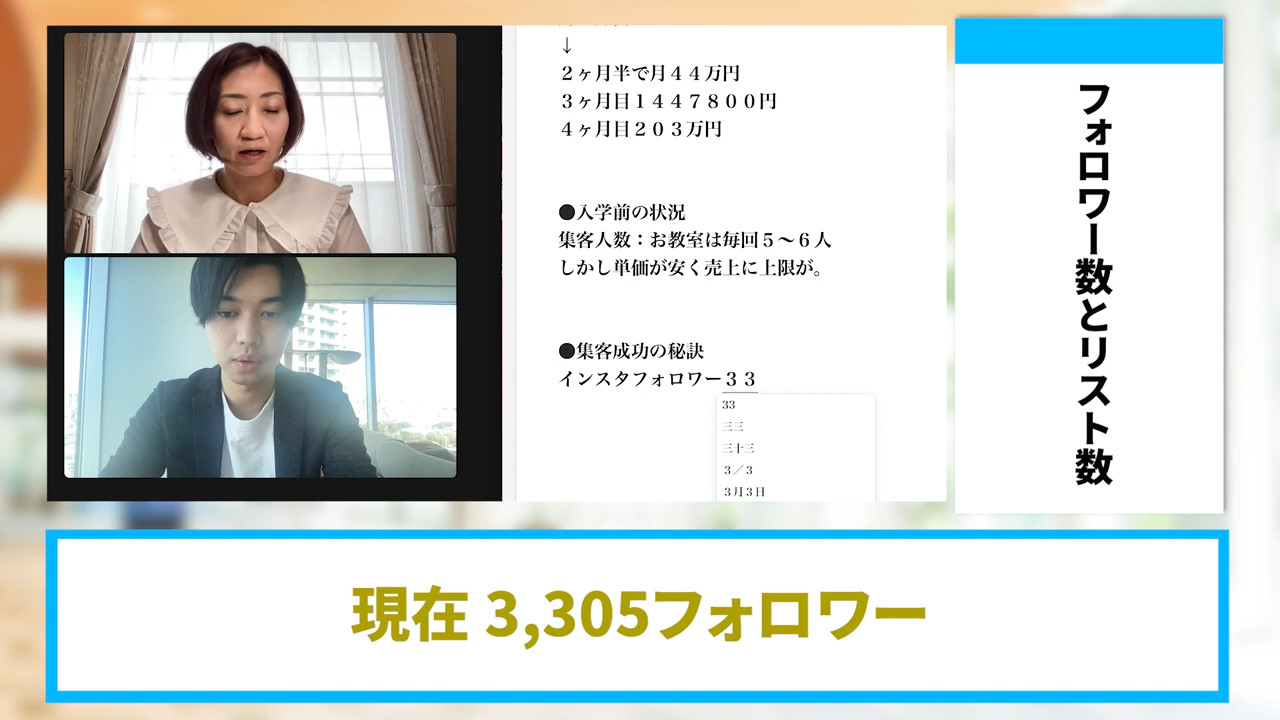 ↓
２ヶ月半で月４４万円
３ヶ月目１４４７８００円
４ヶ月目２０３万円
●入学前の状況
集客人数：お教室は毎回５〜６人
しかし単価が安く売上に上限が。
●集客成功の秘訣
インスタフォロワー３３
33
三三
三十三
３／３
３月３日
フォロワー数とリスト数
現在 3,305フォロワー